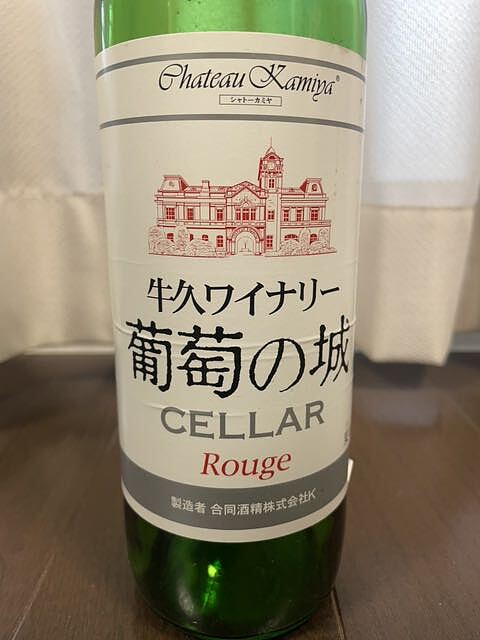 Chateau Kamiya®
シャトーカミヤ
牛久ワイナリー
葡萄の城
CELLAR
Rouge
製造者 合同酒精株式会社K